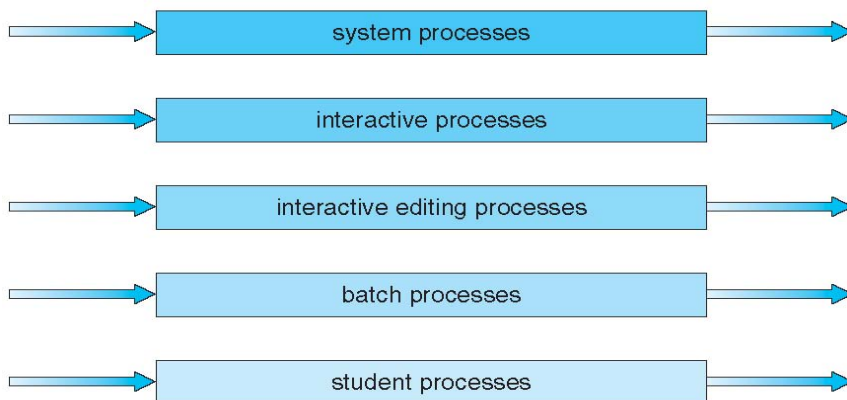 system processes
interactive processes
interactive editing processes
batch processes
student processes